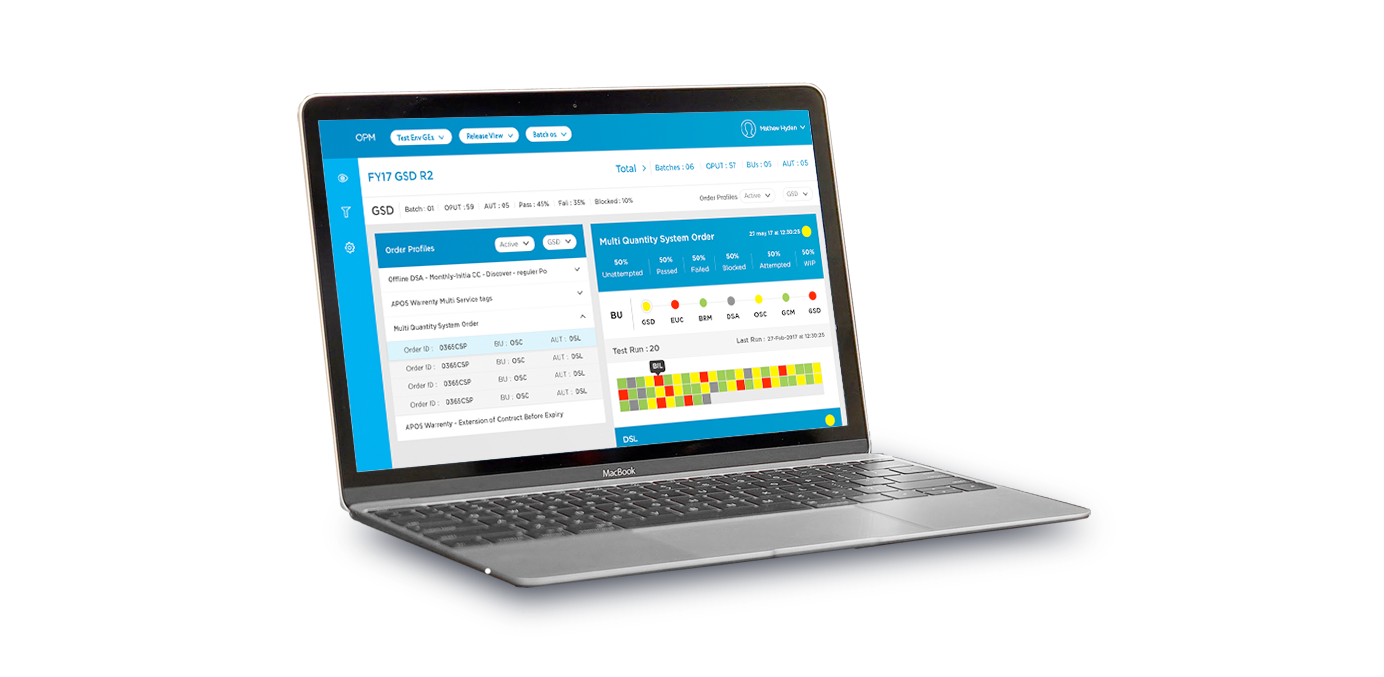 OPM Test Env GEs Release View Batch os Mathew Hyden
FY17 GSD R2 Total > Batches : 06 OPUT : 57 BUs : 05 AUT : 05
GSD Batch : 01 OPUT : 59 AUT : 05 Pass : 45% Fail : 35% Blocked : 10% Order Profiles Active GSD
Order Profiles Active GSD
Offline DSA - Monthly-Initia CC - Discover - reguler Po
APOS Warrenty Multi Service tags
Multi Quantity System Order
Order ID : 0365CSP BU : OSC AUT : DSL
Order ID : 0365CSP BU : OSC AUT : DSL
Order ID : 0365CSP BU : OSC AUT : DSL
Order ID : 0365CSP BU : OSC AUT : DSL
APOS Warrenty - Extension of Contract Before Expiry
Multi Quantity System Order 27 may 17 at 12:30:25
50% 50% 50% 50% 50% 50%
Unattempted Passed Failed Blocked Attempted WIP
BU GSD EUC BRM DSA OSC GCM GSD
Test Run : 20 Last Run : 27-Feb-2017 at 12:30:25
BIL
DSL
MacBook